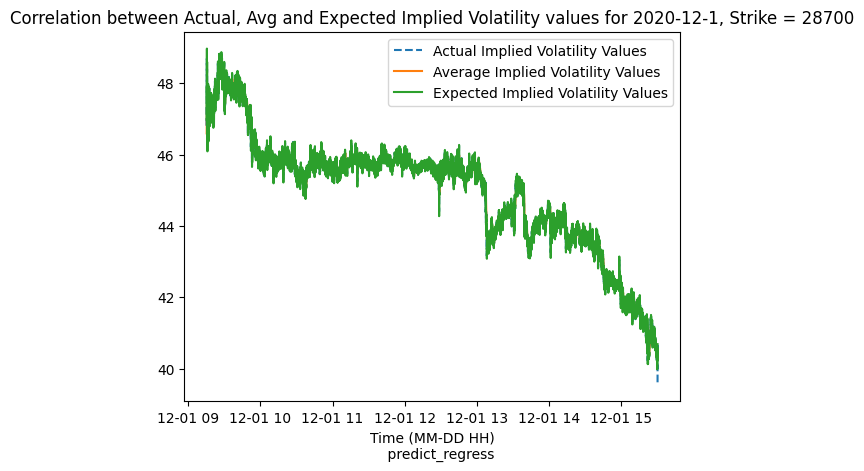 Correlation between Actual, Avg and Expected Implied Volatility values for 2020-12-1, Strike = 28700
Actual Implied Volatility Values
Average Implied Volatility Values
Expected Implied Volatility Values
48
46
44
42
40
12-01 09 12-01 10 12-01 11 12-01 12 12-01 13 12-01 14 12-01 15
Time (MM-DD HH)
predict_regress